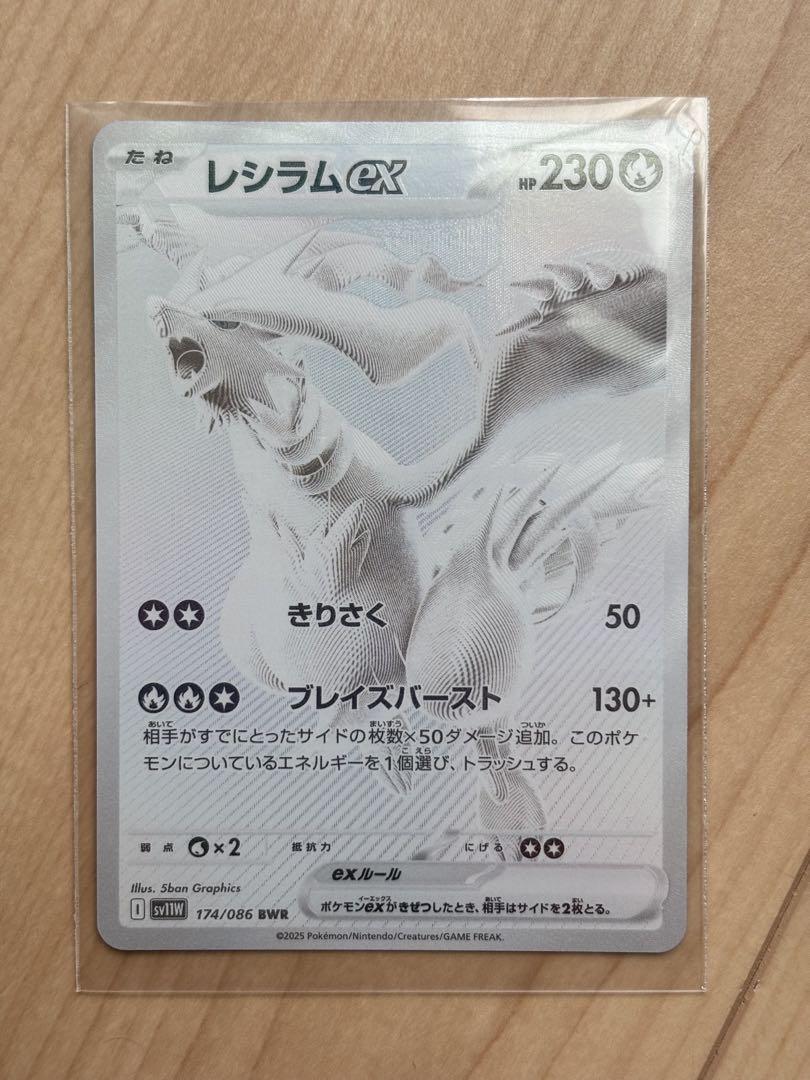 たね
レシラムex
HP230
きりさく 50
ブレイズバースト 130+
相手がすでにとったサイドの枚数×50ダメージ追加。このポケ
モンについているエネルギーを1個選び、トラッシュする。
弱点 ×2 抵抗力 にげる
exルール
ポケモンexがきぜつしたとき、相手はサイドを2枚とる。
Illus. 5ban Graphics
I sv11W 174/086 BWR
©2025 Pokémon/Nintendo/Creatures/GAME FREAK.